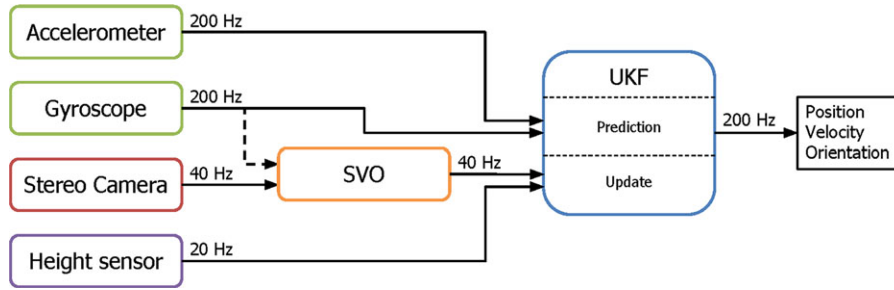 Accelerometer
200 Hz
Gyroscope
200 Hz
Stereo Camera
40 Hz
SVO
40 Hz
Height sensor
20 Hz
UKF
Prediction
Update
200 Hz
Position
Velocity
Orientation